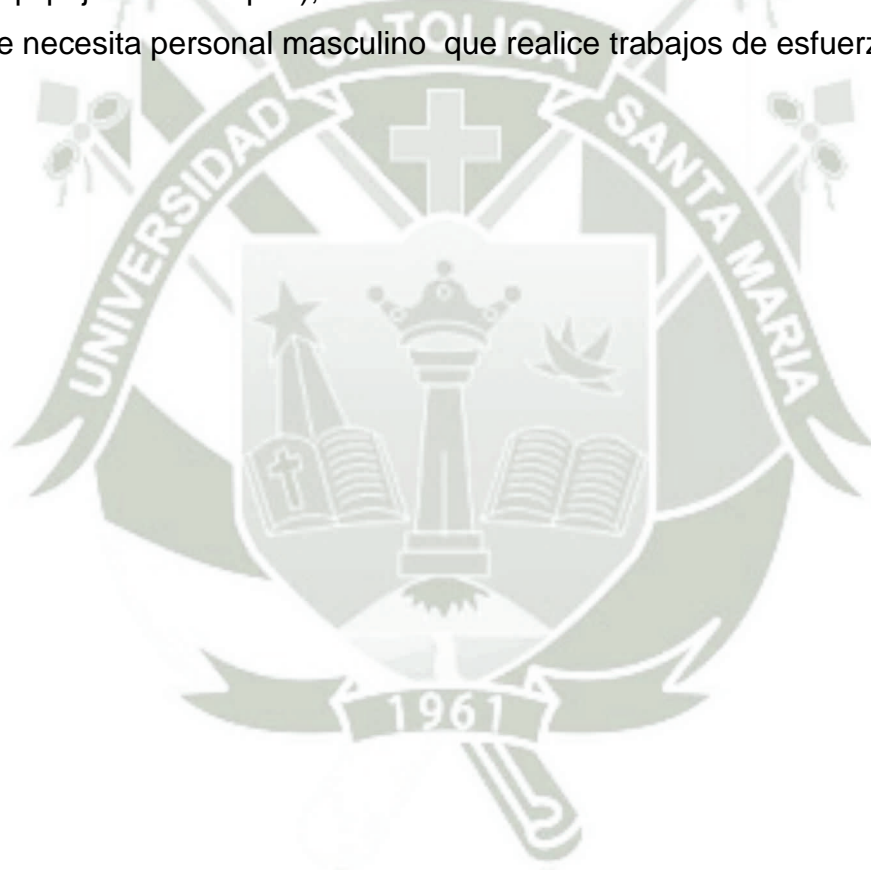 e necesita personal masculino que realice trabajos de esfuerz
CATOLICA
UNIVERSIDAD
SANTA MARIA
1961